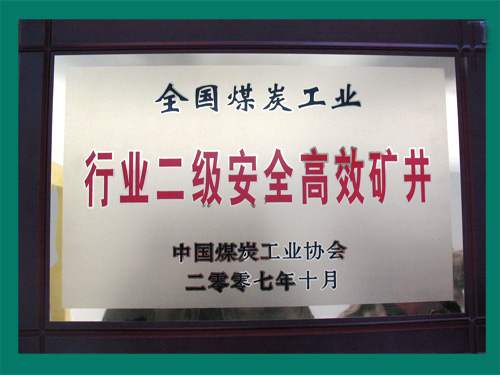 全国煤炭工业
行业二级安全高效矿井
中国煤炭工业协会
二零零七年十月